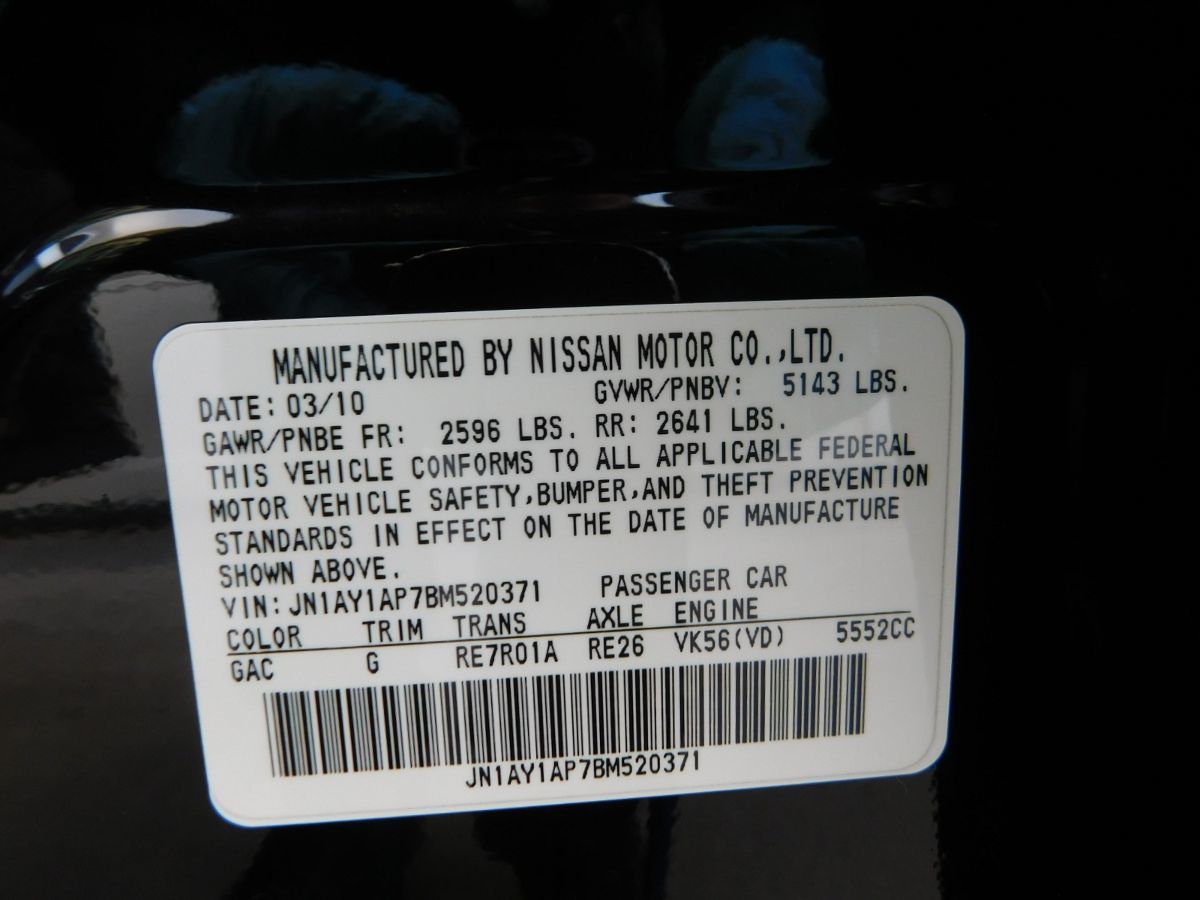 MANUFACTURED BY NISSAN MOTOR CO.,LTD.
DATE: 03/10 GVWR/PNBV: 5143 LBS.
GAWR/PNBE FR: 2596 LBS. RR: 2641 LBS.
THIS VEHICLE CONFORMS TO ALL APPLICABLE FEDERAL
MOTOR VEHICLE SAFETY,BUMPER,AND THEFT PREVENTION
STANDARDS IN EFFECT ON THE DATE OF MANUFACTURE
SHOWN ABOVE.
VIN: JN1AY1AP7BM520371 PASSENGER CAR
COLOR TRIM TRANS AXLE ENGINE
GAC G RE7R01A RE26 VK56(VD) 5552CC
JN1AY1AP7BM520371